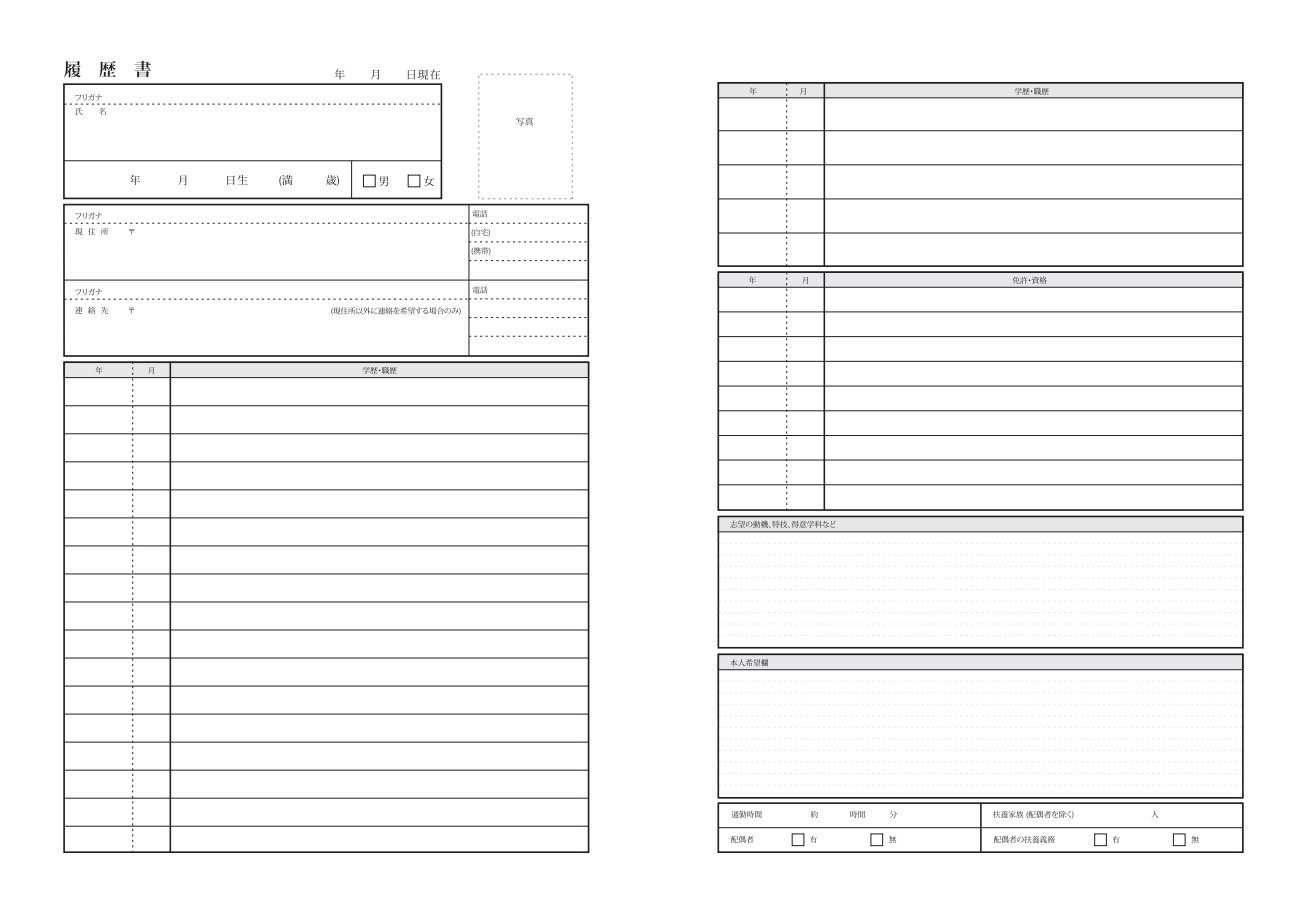 履 歴 書
年 月 日現在
フリガナ
氏 名
年 月 日生 (満 歳) 男 女
写真
フリガナ
電話
現 住 所 〒
(自宅)
(携帯)
フリガナ
電話
連 絡 先 〒 (現住所以外に連絡を希望する場合のみ)
年 月 学歴・職歴
年 月 学歴・職歴
年 月 免許・資格
志望の動機、特技、得意学科など
本人希望欄
通勤時間 約 時間 分
扶養家族 (配偶者を除く) 人
配偶者 有 無
配偶者の扶養義務 有 無